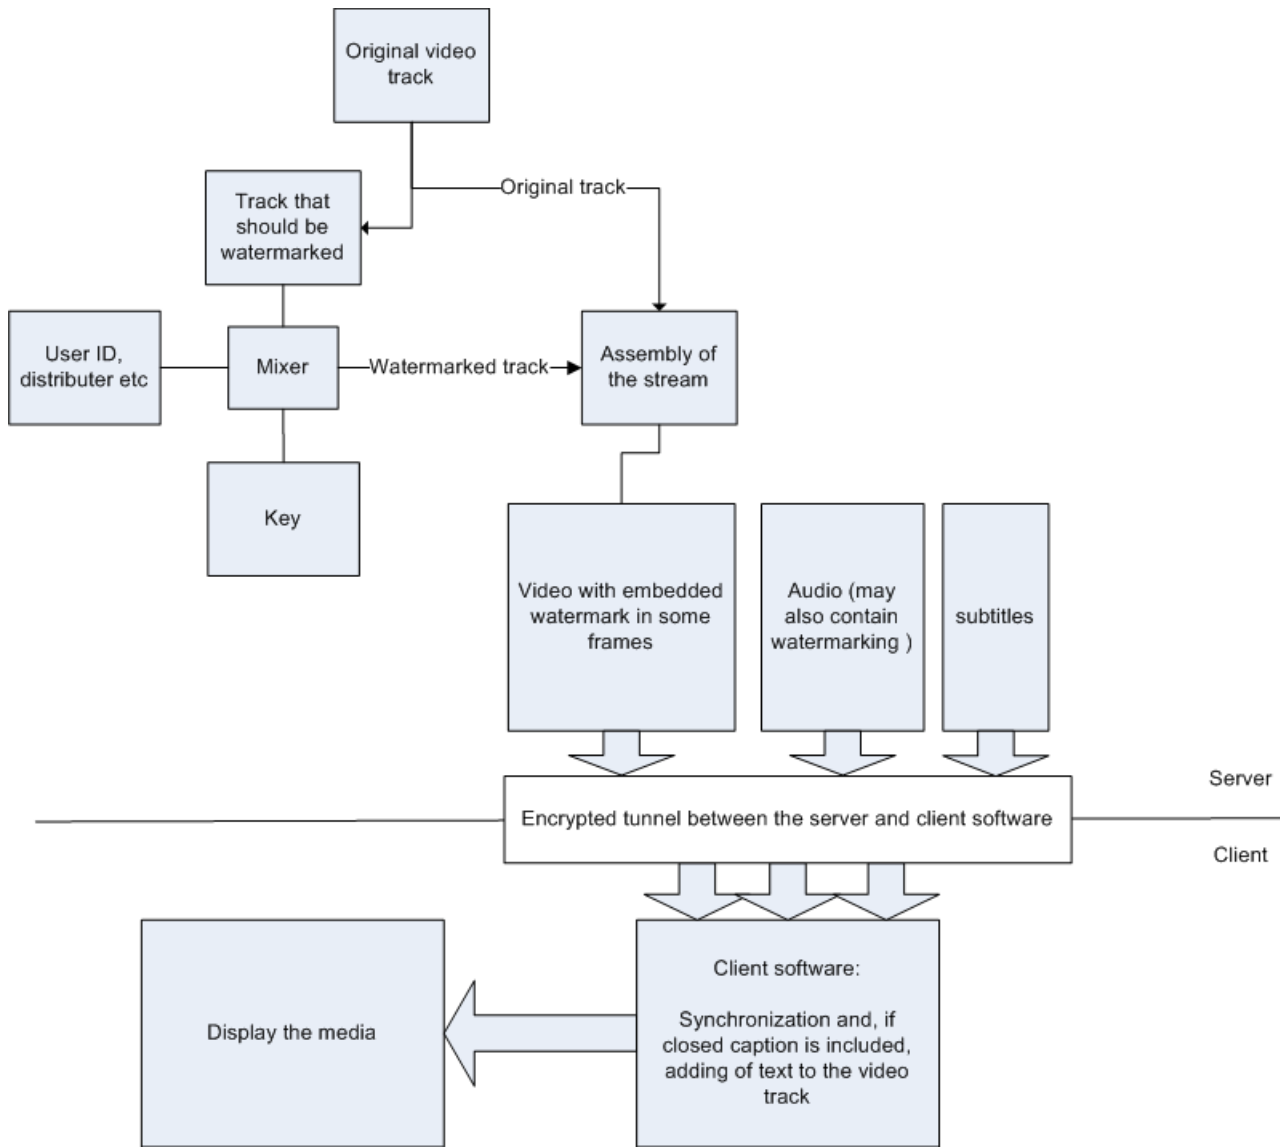 Original video
track
Original track
Track that
should be
watermarked
User ID,
distributer etc
Mixer
Watermarked track
Assembly of
the stream
Key
Video with embedded
watermark in some
frames
Audio (may
also contain
watermarking )
subtitles
Server
Encrypted tunnel between the server and client software
Client
Display the media
Client software:
Synchronization and, if
closed caption is included,
adding of text to the video
track